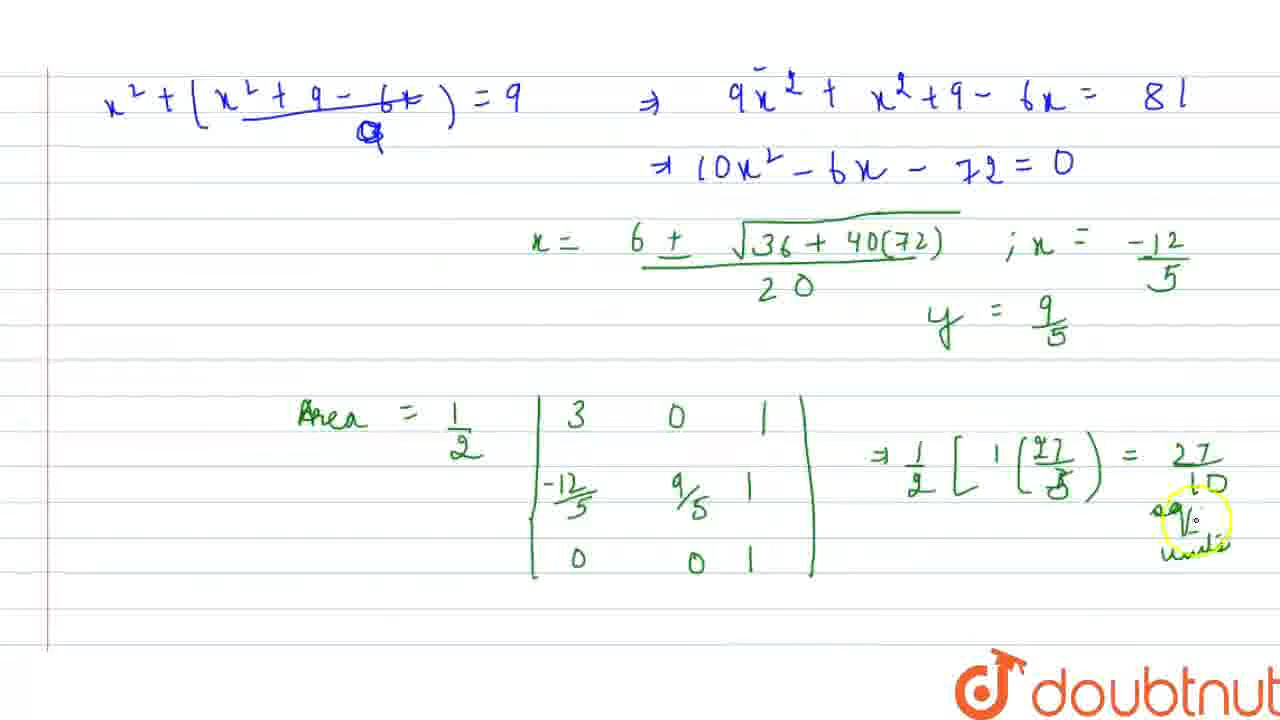 x² + (x² + 9 - 6x / 9) = 9 ⇒ 9x² + x² + 9 - 6x = 81
⇒ 10x² - 6x - 72 = 0
x = 6 ± √36 + 40(72) / 20 ; x = -12/5
y = 9/5
Area = 1/2 | 3 0 1 |
| -12/5 9/5 1 | ⇒ 1/2 [ 1 (27/5) = 27/10
| 0 0 1 | sq. units
doubtnut